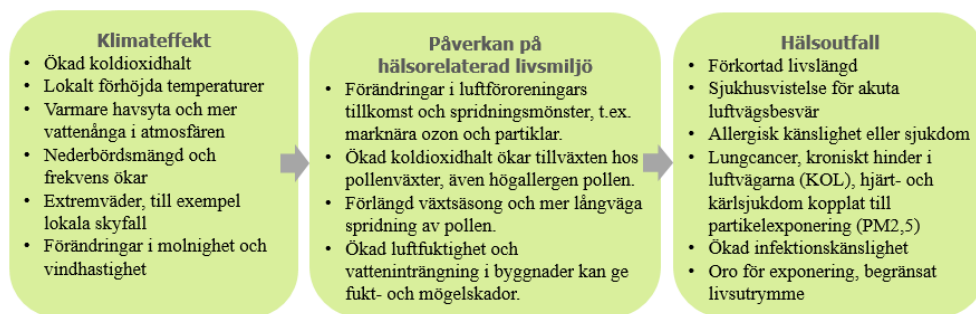 Klimateffekt
• Ökad koldioxidhalt
• Lokalt förhöjda temperaturer
• Varmare havsyta och mer
vattenånga i atmosfären
• Nederbördsmängd och
frekvens ökar
• Extremväder, till exempel
lokala skyfall
• Förändringar i molnighet och
vindhastighet
Påverkan på
hälsorelaterad livsmiljö
• Förändringar i luftföroreningars
tillkomst och spridningsmönster, t.ex.
marknära ozon och partiklar.
• Ökad koldioxidhalt ökar tillväxten hos
pollenväxter, även högallergen pollen.
• Förlängd växtsäsong och mer långväga
spridning av pollen.
• Ökad luftfuktighet och
vatteninträngning i byggnader kan ge
fukt- och mögelskador.
Hälsoutfall
• Förkortad livslängd
• Sjukhusvistelse för akuta
luftvägsbesvär
• Allergisk känslighet eller sjukdom
• Lungcancer, kroniskt hinder i
luftvägarna (KOL), hjärt- och
kärlsjukdom kopplat till
partikelexponering (PM2,5)
• Ökad infektionskänslighet
• Oro för exponering, begränsat
livsutrymme